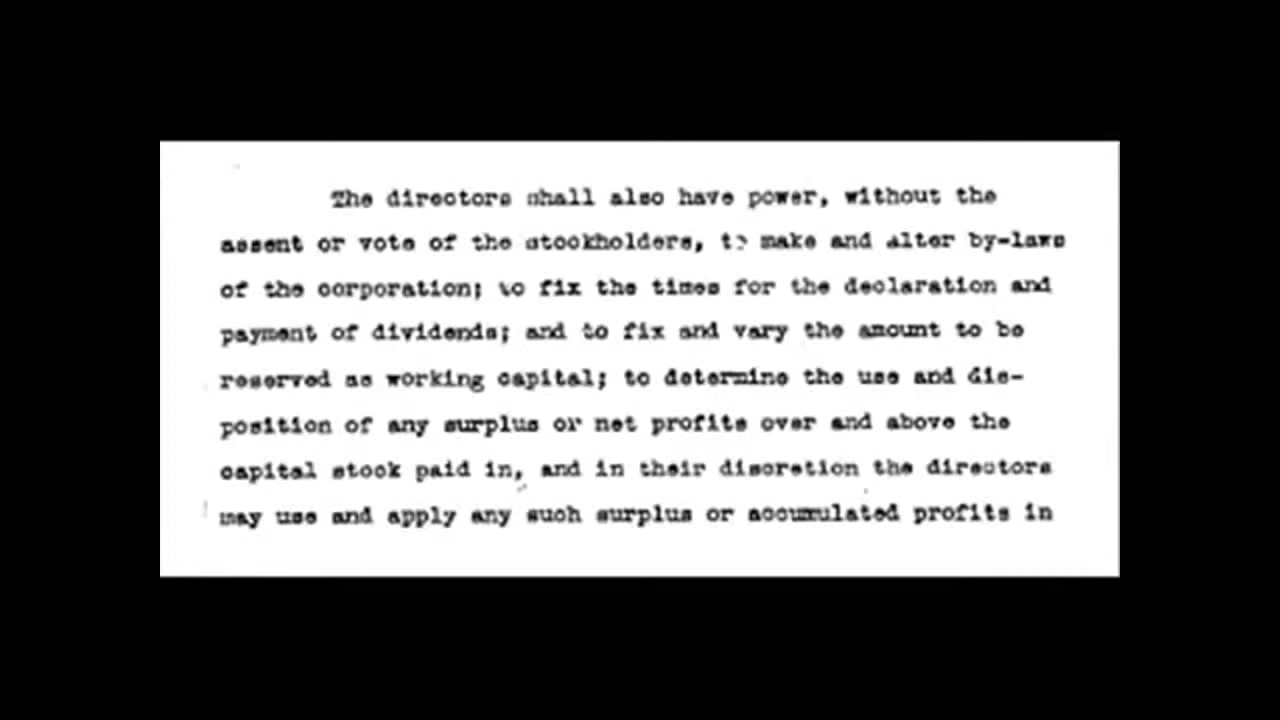 The directors shall also have power, without the
assent or vote of the stockholders, to make and alter by-laws
of the corporation; to fix the times for the declaration and
payment of dividends; and to fix and vary the amount to be
reserved as working capital; to determine the use and dis-
position of any surplus or net profits over and above the
capital stock paid in, and in their discretion the directors
may use and apply any such surplus or accumulated profits in